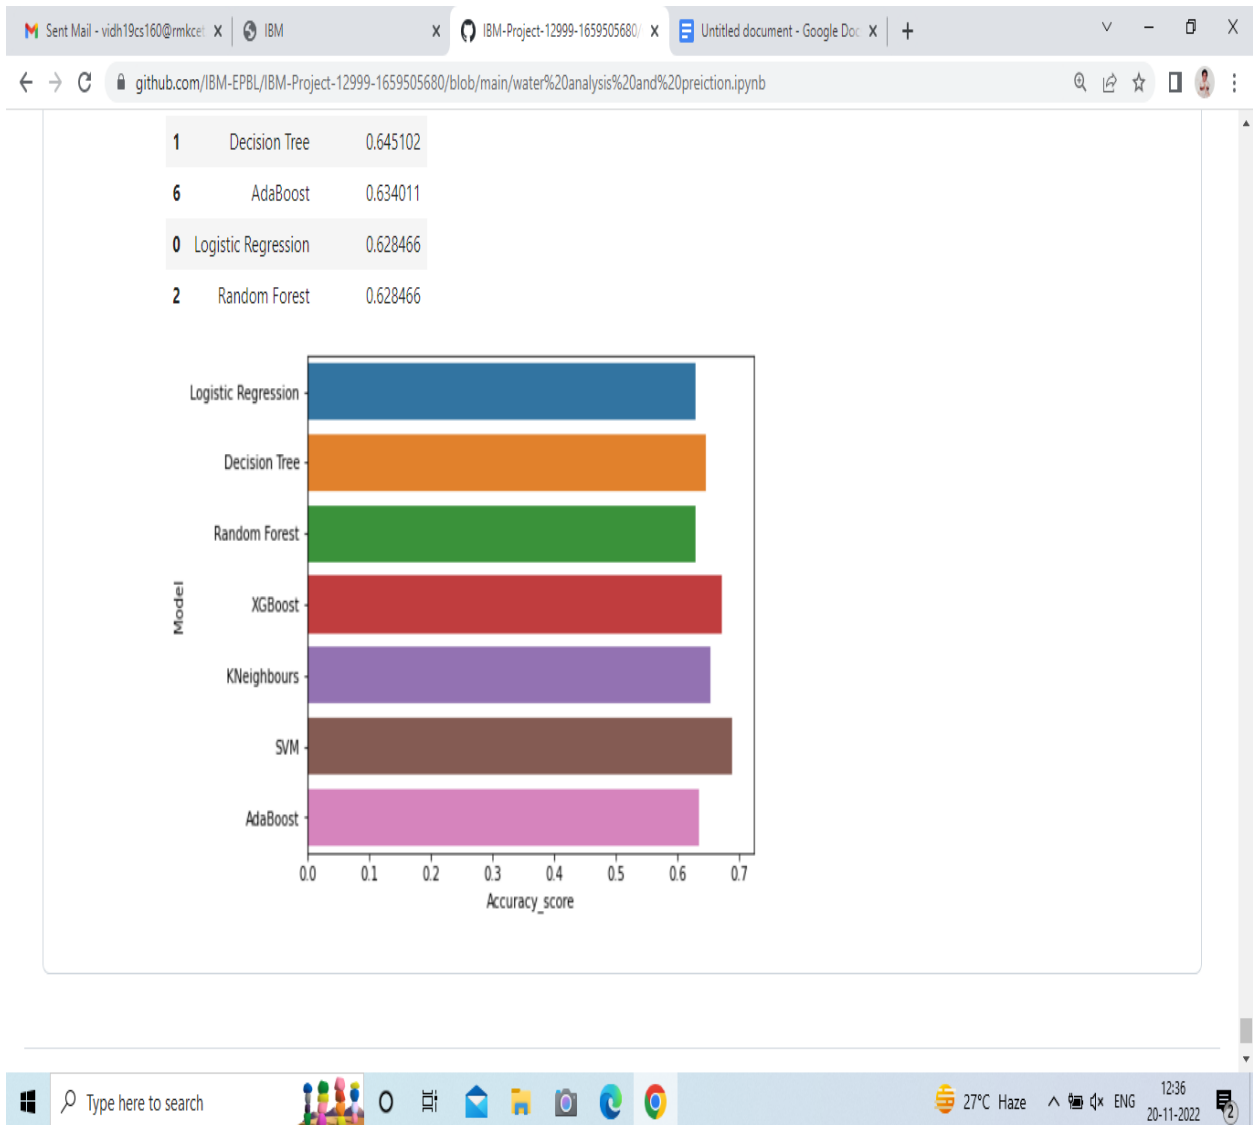 Sent Mail - vidh19cs160@rmkcet
IBM
IBM-Project-12999-1659505680/
Untitled document - Google Doc
github.com/IBM-EPBL/IBM-Project-12999-1659505680/blob/main/water%20analysis%20and%20preiction.ipynb
1 Decision Tree 0.645102
6 AdaBoost 0.634011
0 Logistic Regression 0.628466
2 Random Forest 0.628466
Logistic Regression
Decision Tree
Random Forest
XGBoost
KNeighbours
SVM
AdaBoost
Model
0.0 0.1 0.2 0.3 0.4 0.5 0.6 0.7
Accuracy_score
Type here to search
27°C Haze
ENG
12:36
20-11-2022
2